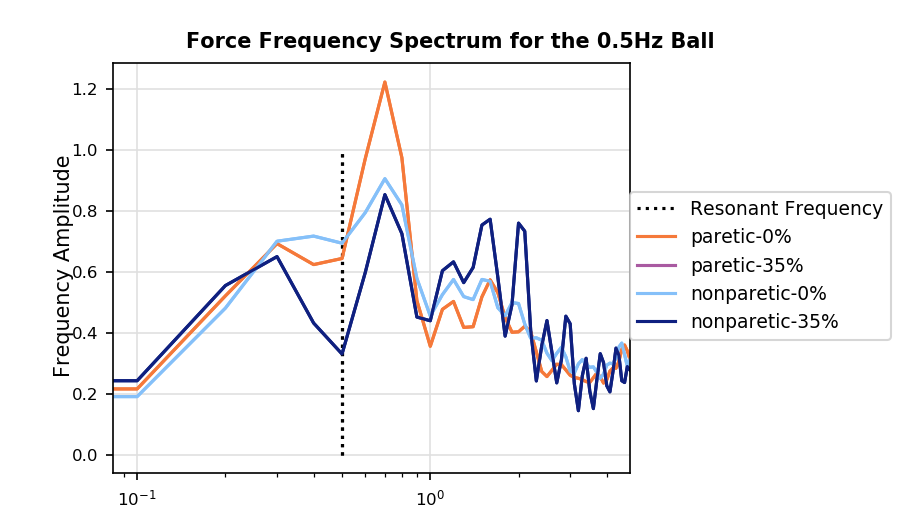 Force Frequency Spectrum for the 0.5Hz Ball
Frequency Amplitude
1.2
1.0
0.8
0.6
0.4
0.2
0.0
10⁻¹
10⁰
Resonant Frequency
paretic-0%
paretic-35%
nonparetic-0%
nonparetic-35%